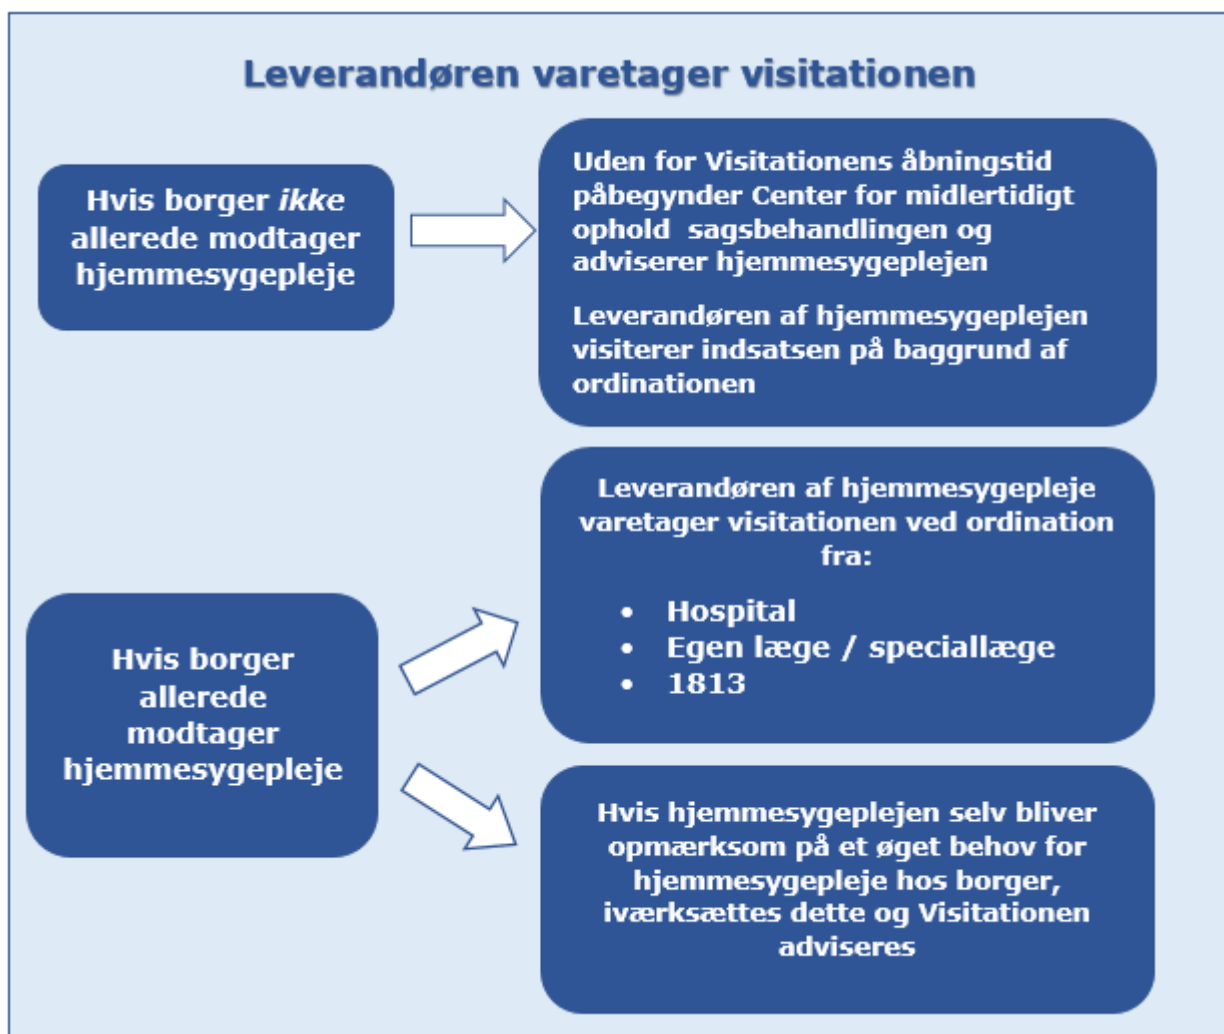 Leverandøren varetager visitationen
Hvis borger ikke
allerede modtager
hjemmesygepleje
Uden for Visitationens åbningstid
påbegynder Center for midlertidigt
ophold  sagsbehandlingen og
adviserer hjemmesygeplejen
Leverandøren af hjemmesygeplejen
visiterer indsatsen på baggrund af
ordinationen
Hvis borger
allerede
modtager
hjemmesygepleje
Leverandøren af hjemmesygepleje
varetager visitationen ved ordination
fra:
• Hospital
• Egen læge / speciallæge
• 1813
Hvis hjemmesygeplejen selv bliver
opmærksom på et øget behov for
hjemmesygepleje hos borger,
iværksættes dette og Visitationen
adviseres